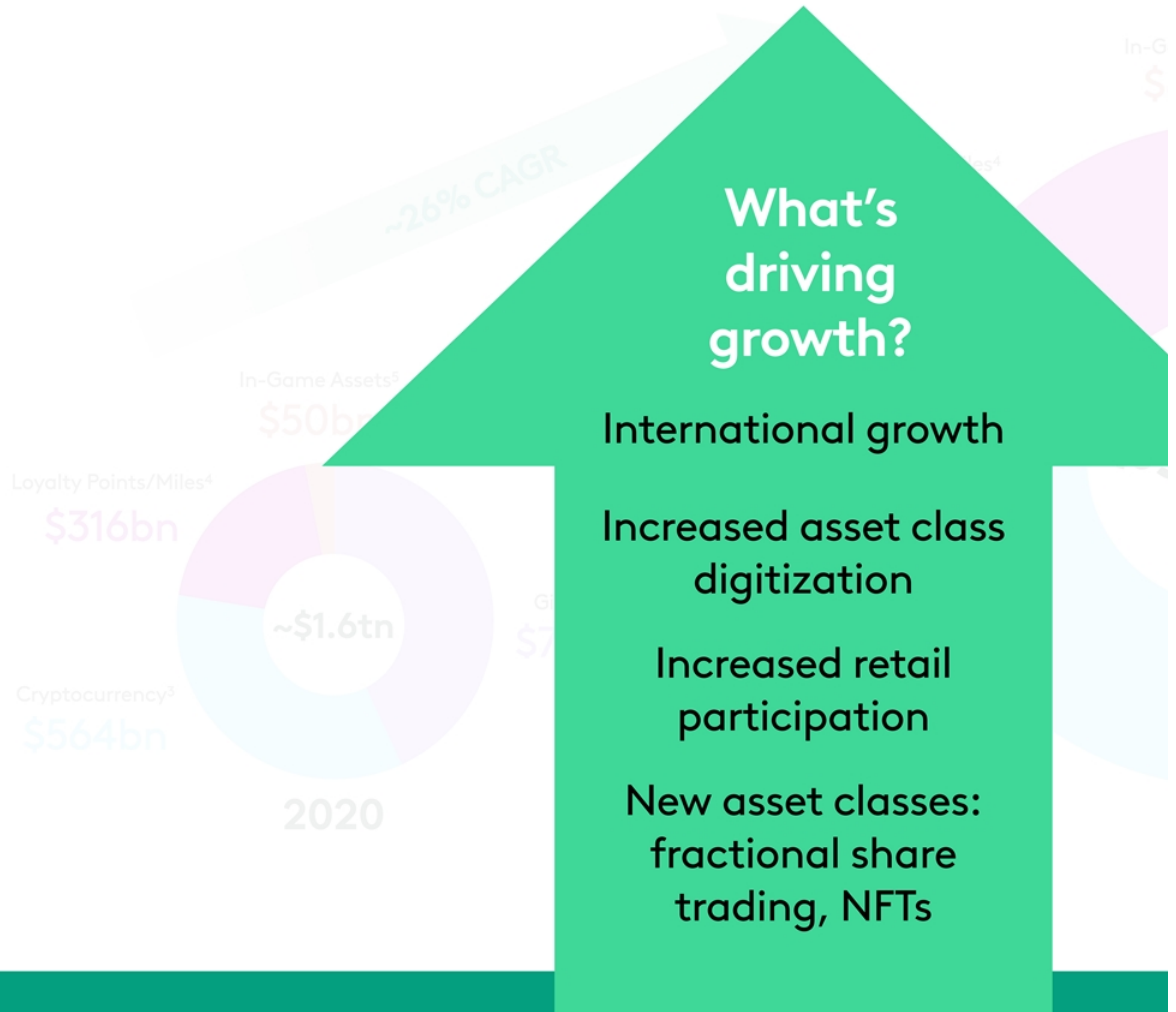 What’s
driving
growth?
International growth
Increased asset class
digitization
Increased retail
participation
New asset classes:
fractional share
trading, NFTs
~26% CAGR
In-Game Assets⁵
$50bn
Loyalty Points/Miles⁴
$316bn
~$1.6tn
Cryptocurrency³
$564bn
2020